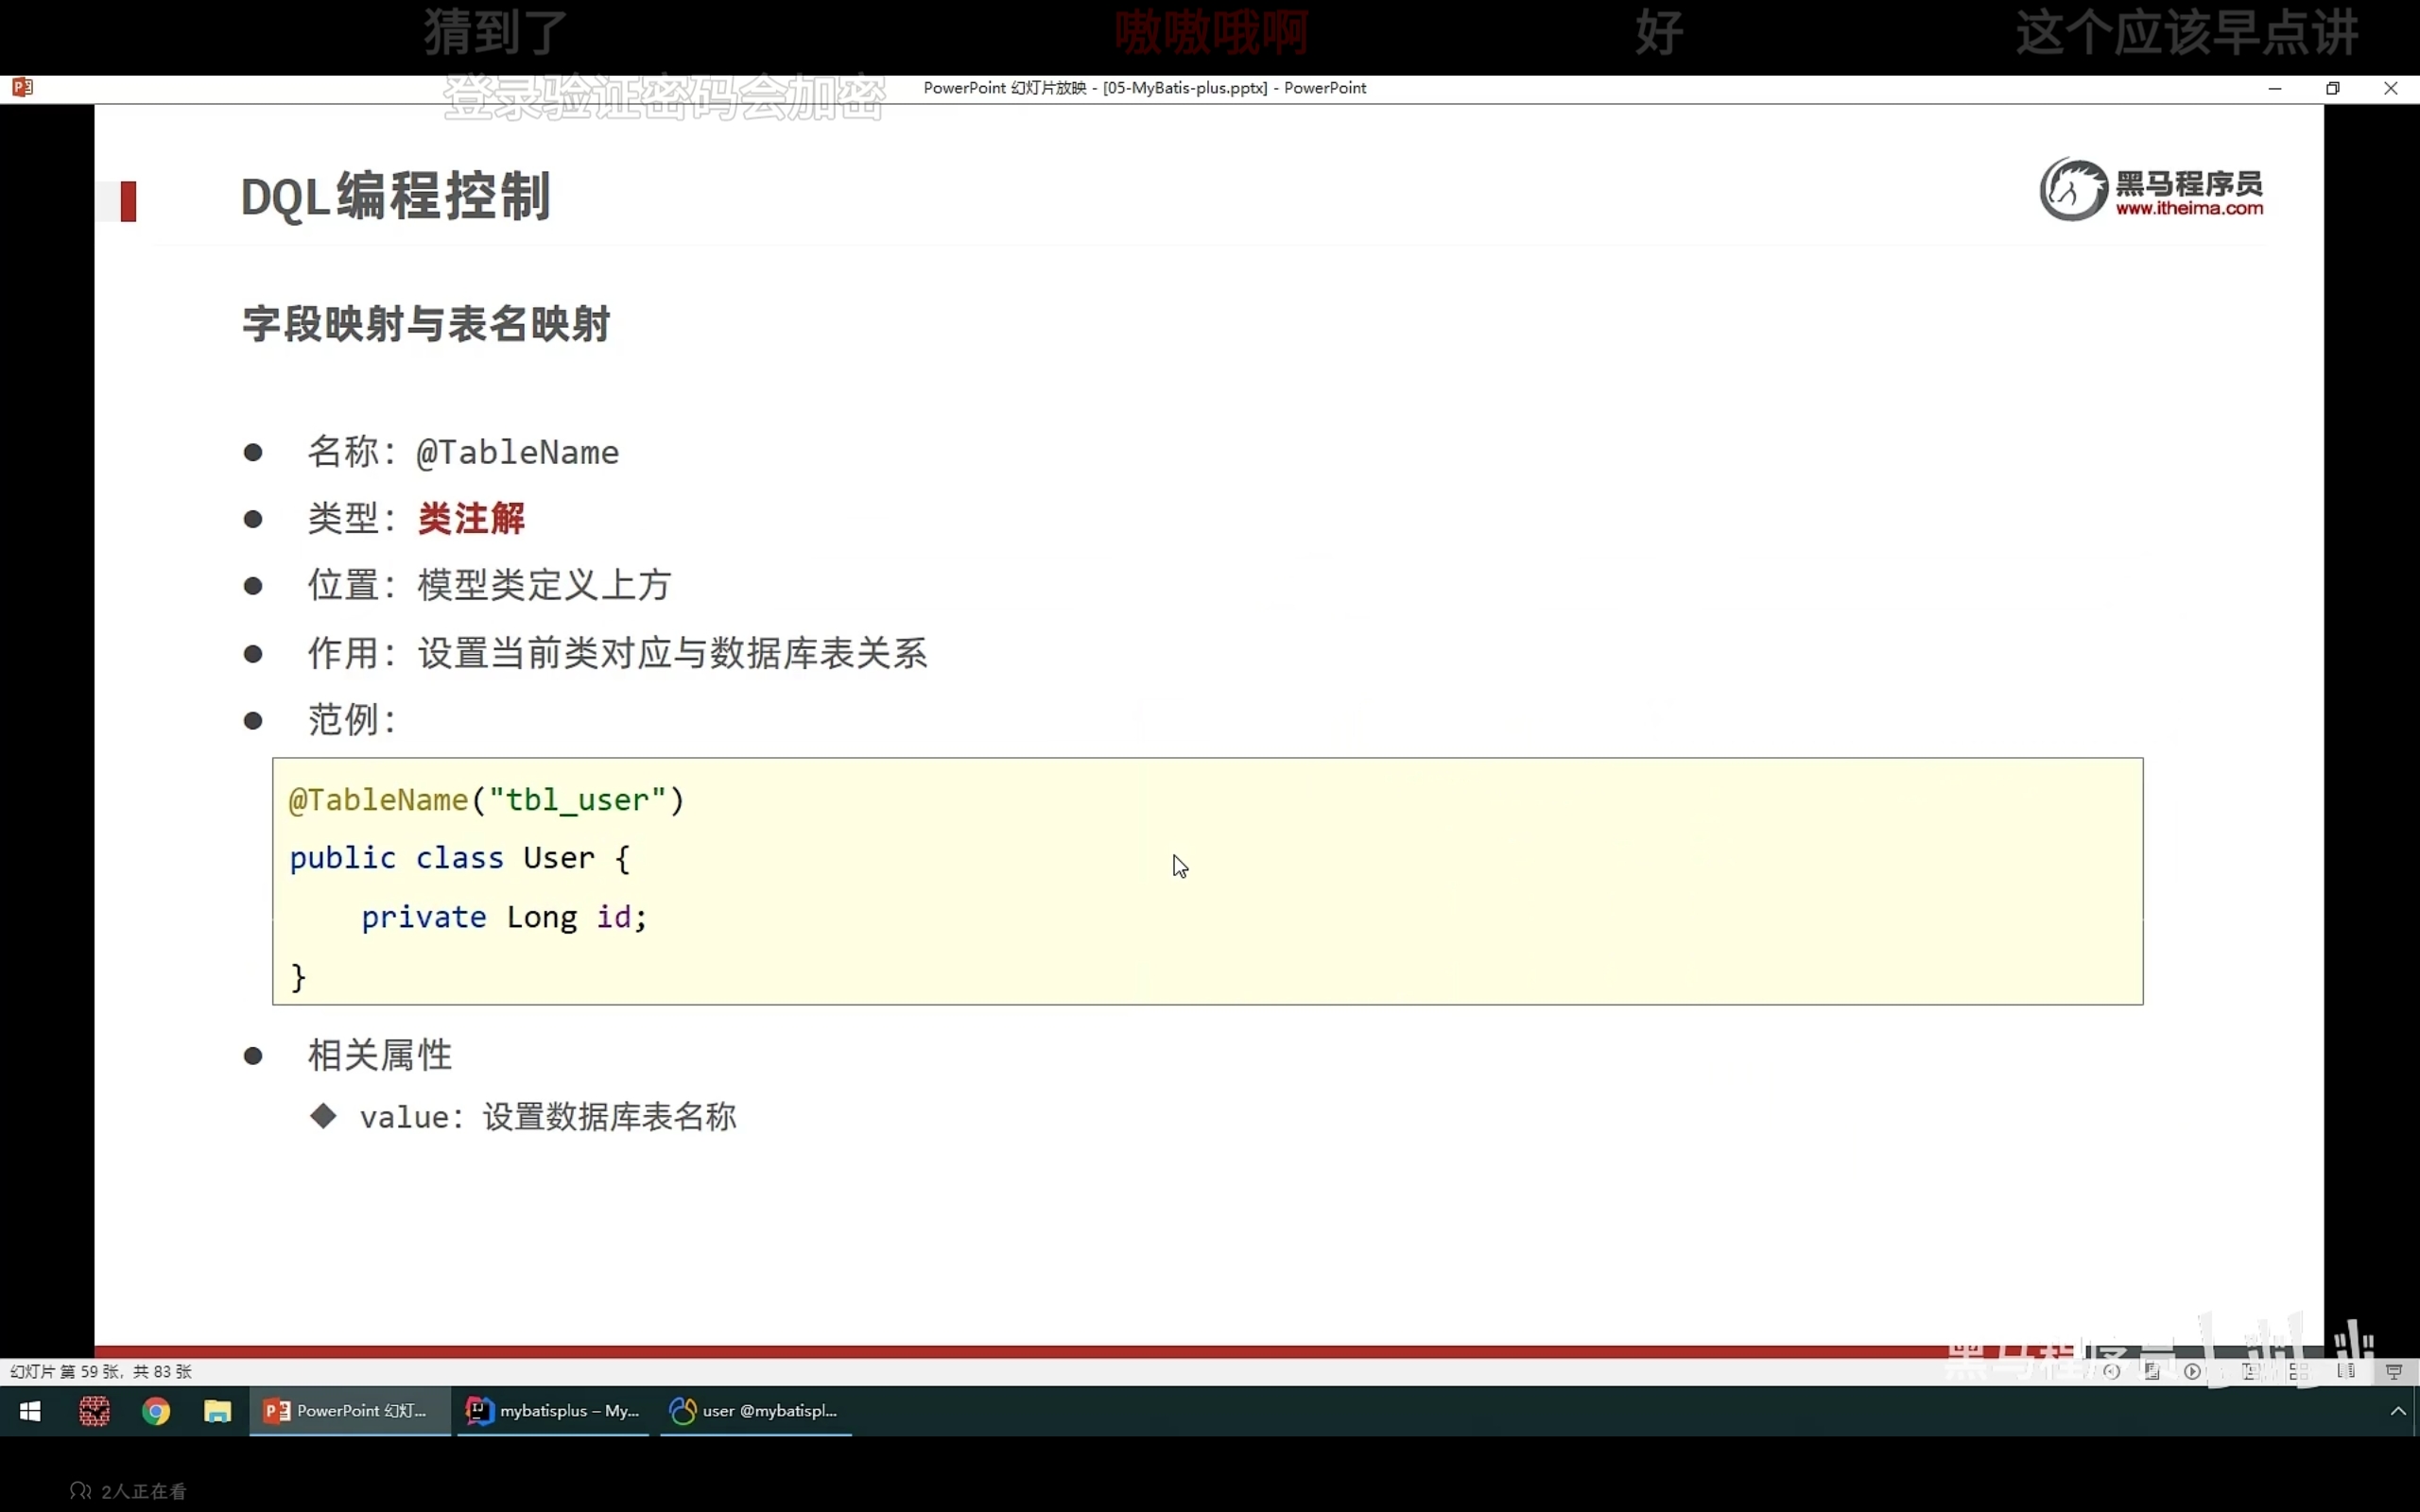 猜到了 嗷嗷哦啊 好 这个应该早点讲
登录验证密码会加密
PowerPoint 幻灯片放映 - [05-MyBatis-plus.pptx] - PowerPoint
DQL编程控制
黑马程序员
www.itheima.com
字段映射与表名映射
● 名称：@TableName
● 类型：类注解
● 位置：模型类定义上方
● 作用：设置当前类对应与数据库表关系
● 范例：
@TableName("tbl_user")
public class User {
    private Long id;
}
● 相关属性
◆ value：设置数据库表名称
黑马程序员
幻灯片 第 59 张，共 83 张
PowerPoint 幻灯... mybatisplus – My... user @mybatispl...
2人正在看